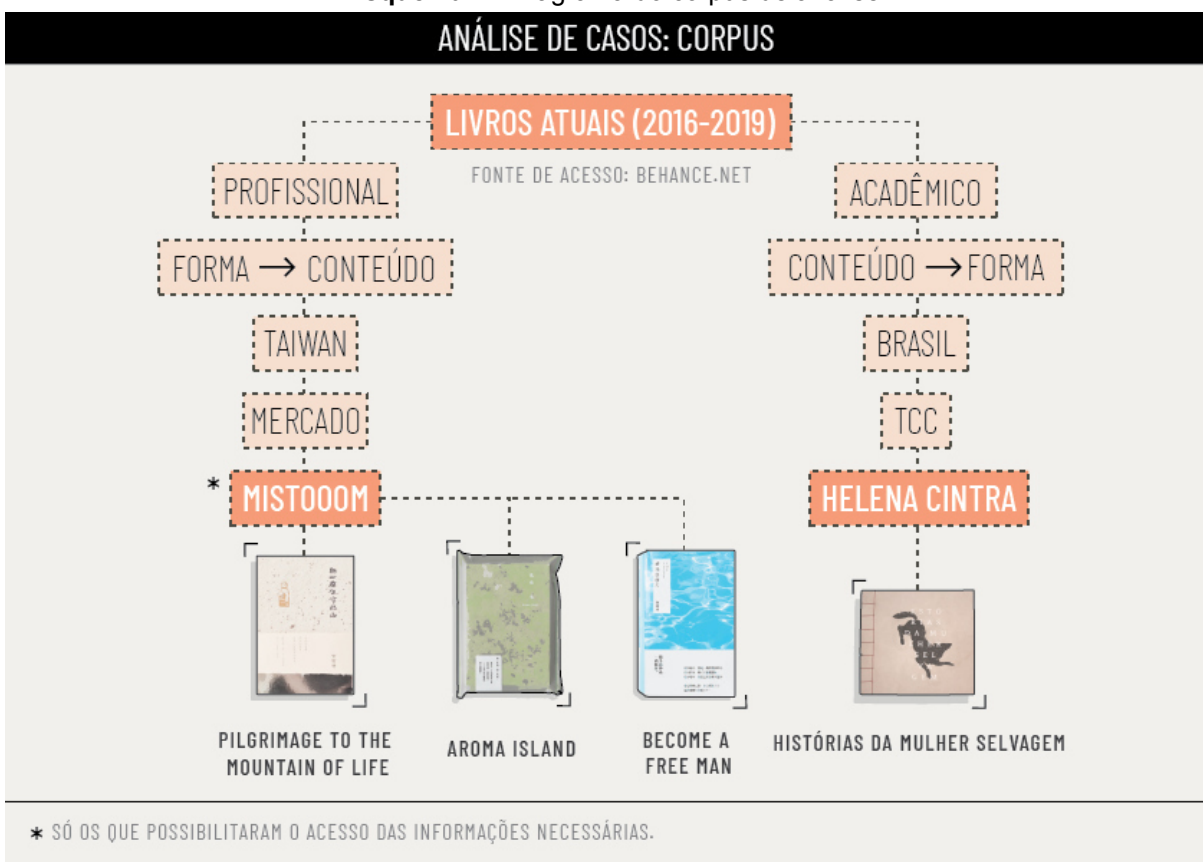 ANÁLISE DE CASOS: CORPUS
LIVROS ATUAIS (2016-2019)
FONTE DE ACESSO: BEHANCE.NET
PROFISSIONAL
FORMA → CONTEÚDO
TAIWAN
MERCADO
* MISTOOOM
PILGRIMAGE TO THE
MOUNTAIN OF LIFE
AROMA ISLAND
BECOME A
FREE MAN
ACADÊMICO
CONTEÚDO → FORMA
BRASIL
TCC
HELENA CINTRA
HISTÓRIAS DA MULHER SELVAGEM
* SÓ OS QUE POSSIBILITARAM O ACESSO DAS INFORMAÇÕES NECESSÁRIAS.